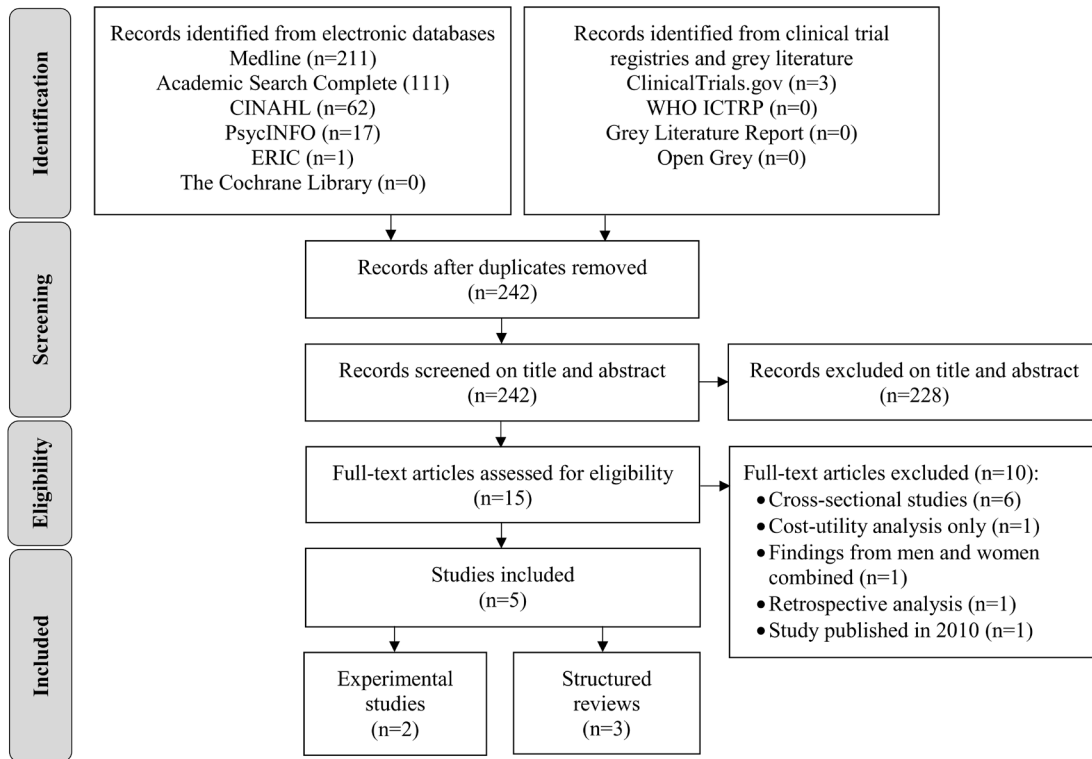 Identification
Records identified from electronic databases
Medline (n=211)
Academic Search Complete (111)
CINAHL (n=62)
PsycINFO (n=17)
ERIC (n=1)
The Cochrane Library (n=0)
Records identified from clinical trial
registries and grey literature
ClinicalTrials.gov (n=3)
WHO ICTRP (n=0)
Grey Literature Report (n=0)
Open Grey (n=0)
Screening
Records after duplicates removed
(n=242)
Records screened on title and abstract
(n=242)
Records excluded on title and abstract
(n=228)
Eligibility
Full-text articles assessed for eligibility
(n=15)
Full-text articles excluded (n=10):
• Cross-sectional studies (n=6)
• Cost-utility analysis only (n=1)
• Findings from men and women
combined (n=1)
• Retrospective analysis (n=1)
• Study published in 2010 (n=1)
Included
Studies included
(n=5)
Experimental
studies
(n=2)
Structured
reviews
(n=3)